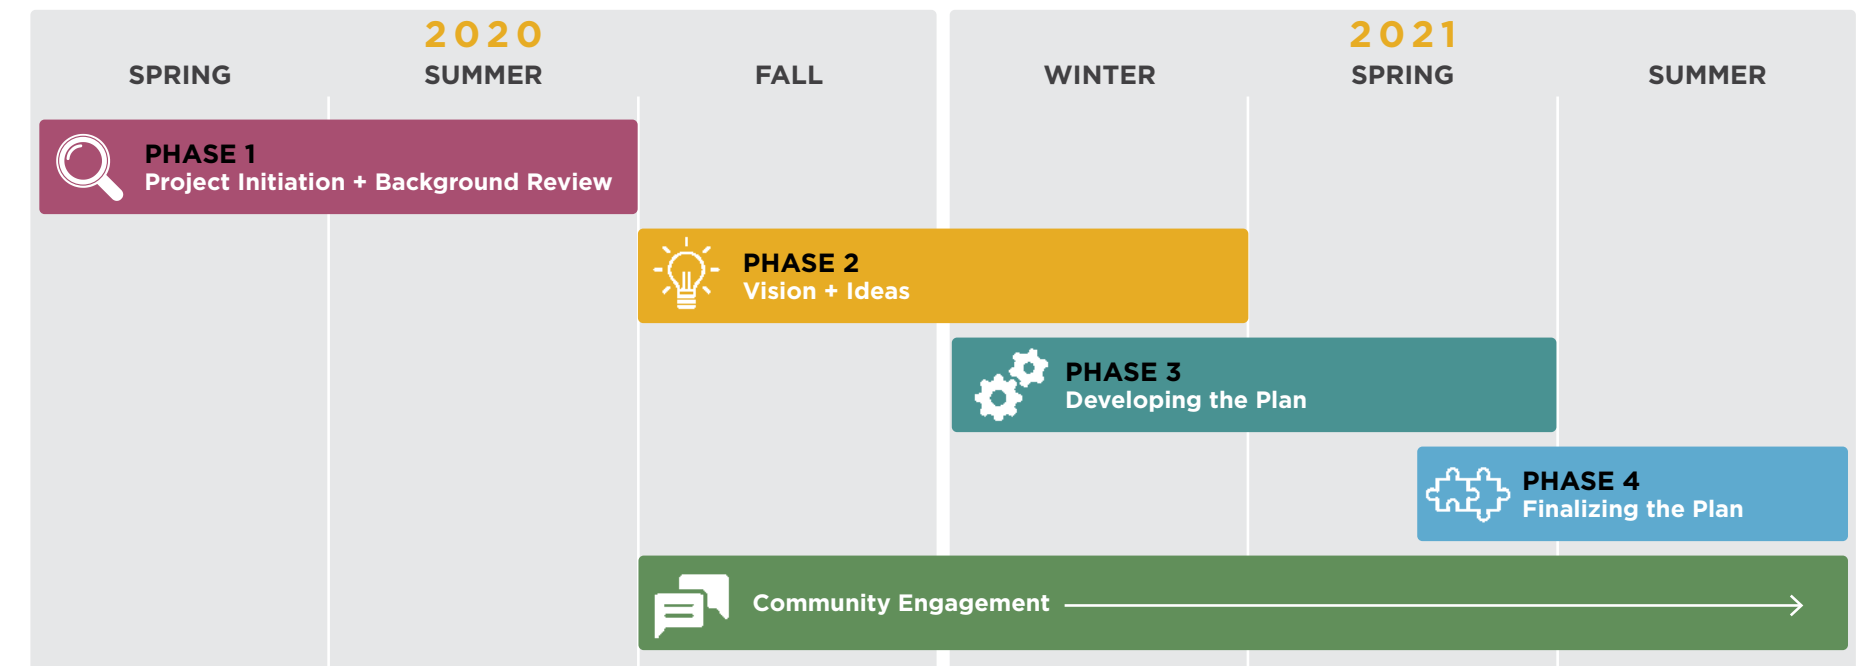 2020
SPRING SUMMER FALL
2021
WINTER SPRING SUMMER
PHASE 1
Project Initiation + Background Review
PHASE 2
Vision + Ideas
PHASE 3
Developing the Plan
PHASE 4
Finalizing the Plan
Community Engagement